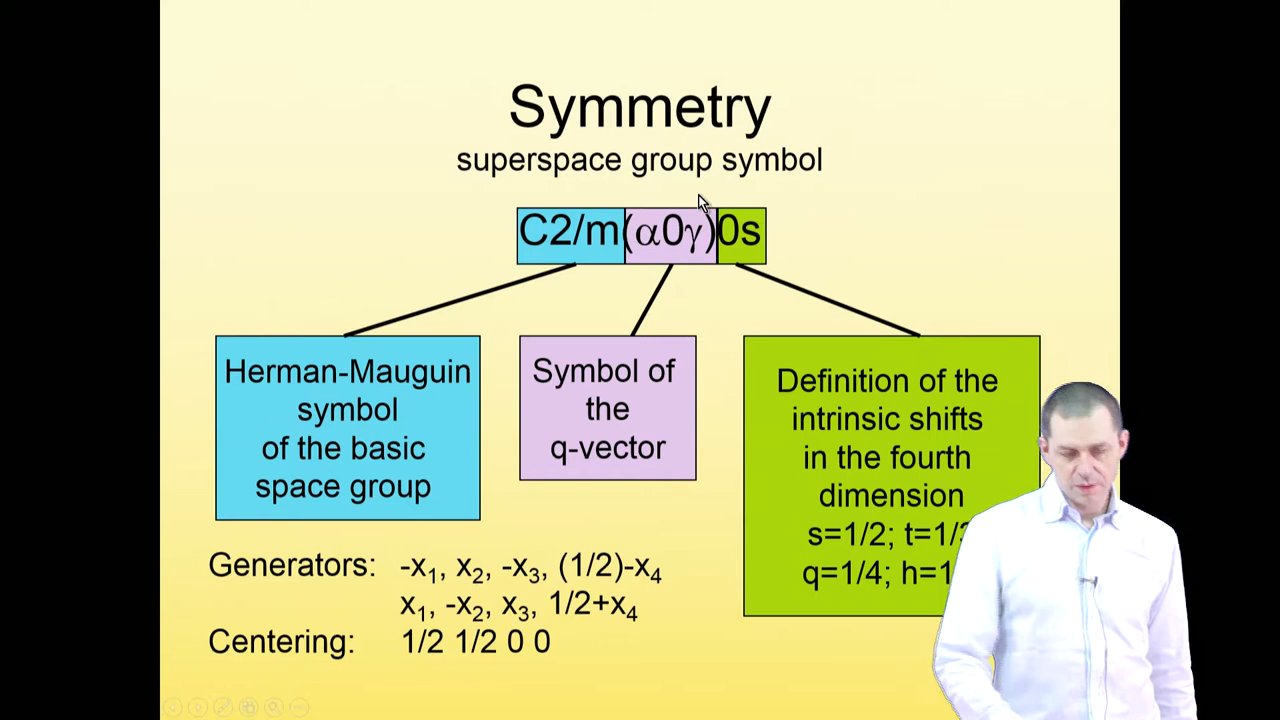 Symmetry
superspace group symbol
C2/m(α0γ)0s
Herman-Mauguin
symbol
of the basic
space group
Symbol of
the
q-vector
Definition of the
intrinsic shifts
in the fourth
dimension
s=1/2; t=1/3
q=1/4;
Generators: -x₁, x₂, -x₃, (1/2)-x₄
x₁, -x₂, x₃, 1/2+x₄
Centering: 1/2 1/2 0 0